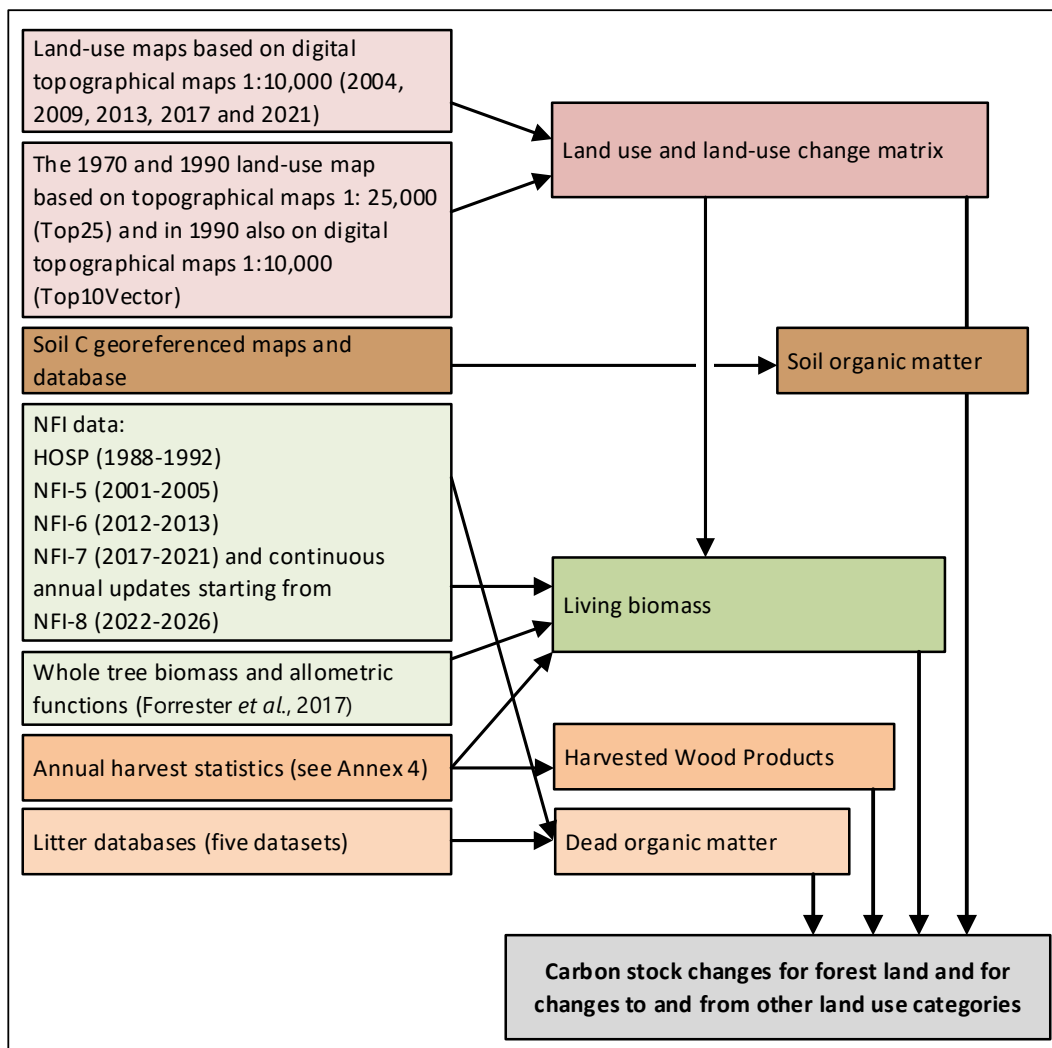 Land-use maps based on digital
topographical maps 1:10,000 (2004,
2009, 2013, 2017 and 2021)
Land use and land-use change matrix
The 1970 and 1990 land-use map
based on topographical maps 1: 25,000
(Top25) and in 1990 also on digital
topographical maps 1:10,000
(Top10Vector)
Soil C georeferenced maps and
database
Soil organic matter
NFI data:
HOSP (1988-1992)
NFI-5 (2001-2005)
NFI-6 (2012-2013)
NFI-7 (2017-2021) and continuous
annual updates starting from
NFI-8 (2022-2026)
Living biomass
Whole tree biomass and allometric
functions (Forrester et al., 2017)
Annual harvest statistics (see Annex 4)
Harvested Wood Products
Litter databases (five datasets)
Dead organic matter
Carbon stock changes for forest land and for
changes to and from other land use categories